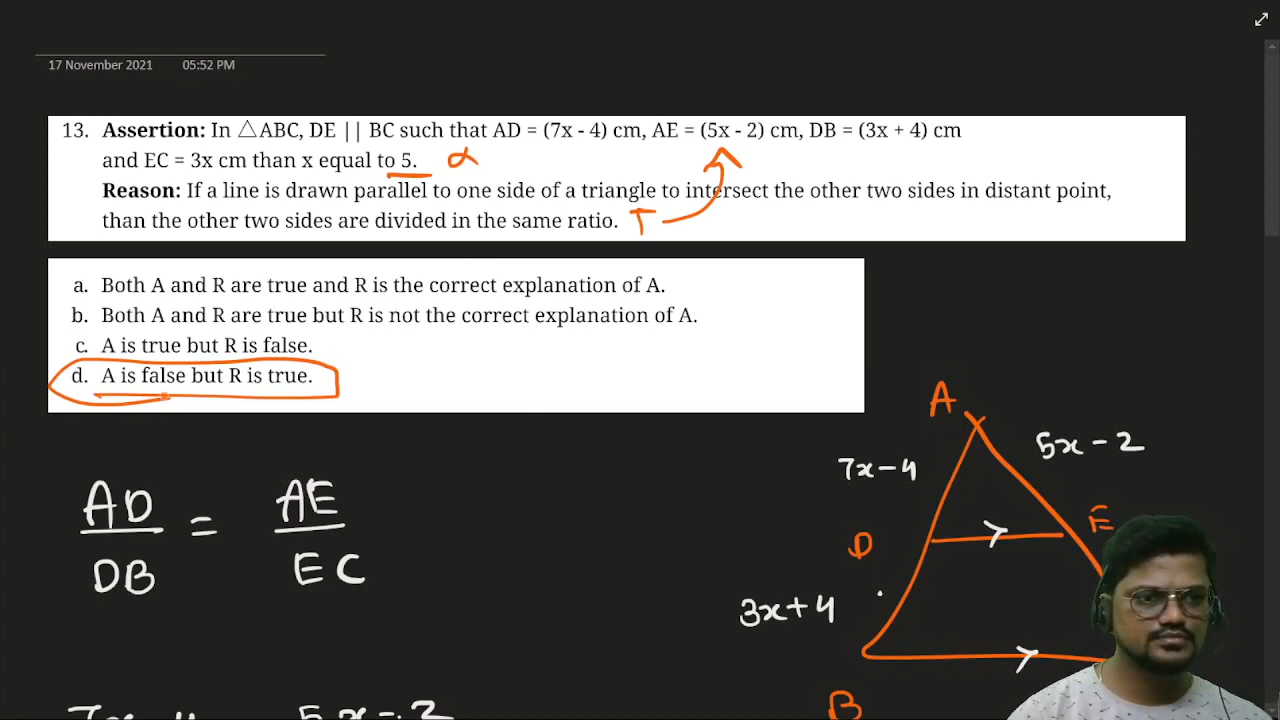 17 November 2021 05:52 PM
13. Assertion: In △ABC, DE || BC such that AD = (7x - 4) cm, AE = (5x - 2) cm, DB = (3x + 4) cm
and EC = 3x cm than x equal to 5.
Reason: If a line is drawn parallel to one side of a triangle to intersect the other two sides in distant point,
than the other two sides are divided in the same ratio. T
a. Both A and R are true and R is the correct explanation of A.
b. Both A and R are true but R is not the correct explanation of A.
c. A is true but R is false.
d. A is false but R is true.
A
7x-4 5x-2
AD/DB = AE/EC
D E
3x+4
B
7x-4 5x-2